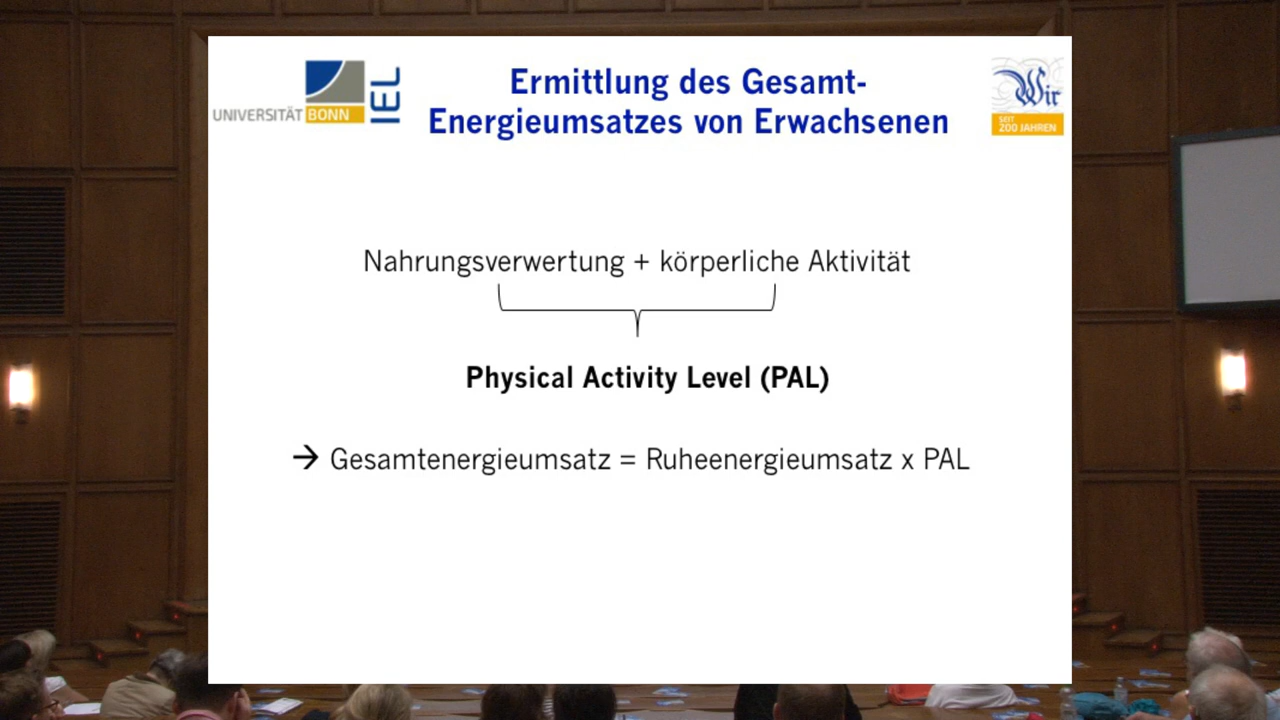 UNIVERSITÄT BONN
IEL
Ermittlung des Gesamt-
Energieumsatzes von Erwachsenen
Wir
SEIT
200 JAHREN
Nahrungsverwertung + körperliche Aktivität
Physical Activity Level (PAL)
→ Gesamtenergieumsatz = Ruheenergieumsatz x PAL